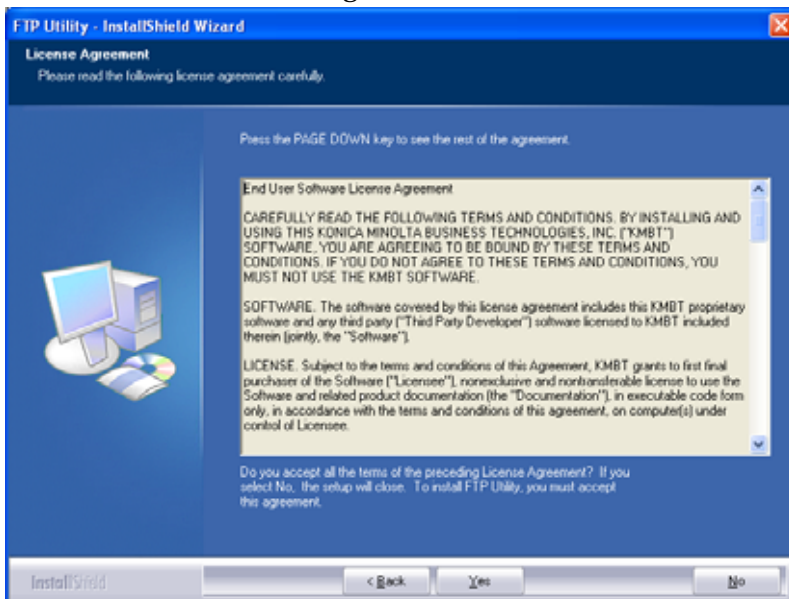 FTP Utility - InstallShield Wizard
License Agreement
Please read the following license agreement carefully.
Press the PAGE DOWN key to see the rest of the agreement.
End User Software License Agreement
CAREFULLY READ THE FOLLOWING TERMS AND CONDITIONS. BY INSTALLING AND
USING THIS KONICA MINOLTA BUSINESS TECHNOLOGIES, INC. ("KMBT")
SOFTWARE, YOU ARE AGREEING TO BE BOUND BY THESE TERMS AND
CONDITIONS. IF YOU DO NOT AGREE TO THESE TERMS AND CONDITIONS, YOU
MUST NOT USE THE KMBT SOFTWARE.
SOFTWARE. The software covered by this license agreement includes this KMBT proprietary
software and any third party ("Third Party Developer") software licensed to KMBT included
therein (jointly, the "Software").
LICENSE. Subject to the terms and conditions of this Agreement, KMBT grants to first final
purchaser of the Software ("Licensee"), nonexclusive and nontransferable license to use the
Software and related product documentation (the "Documentation"), in executable code form
only, in accordance with the terms and conditions of this agreement, on computer(s) under
control of Licensee.
Do you accept all the terms of the preceding License Agreement? If you
select No, the setup will close. To install FTP Utility, you must accept
this agreement.
InstallShield
< Back
Yes
No